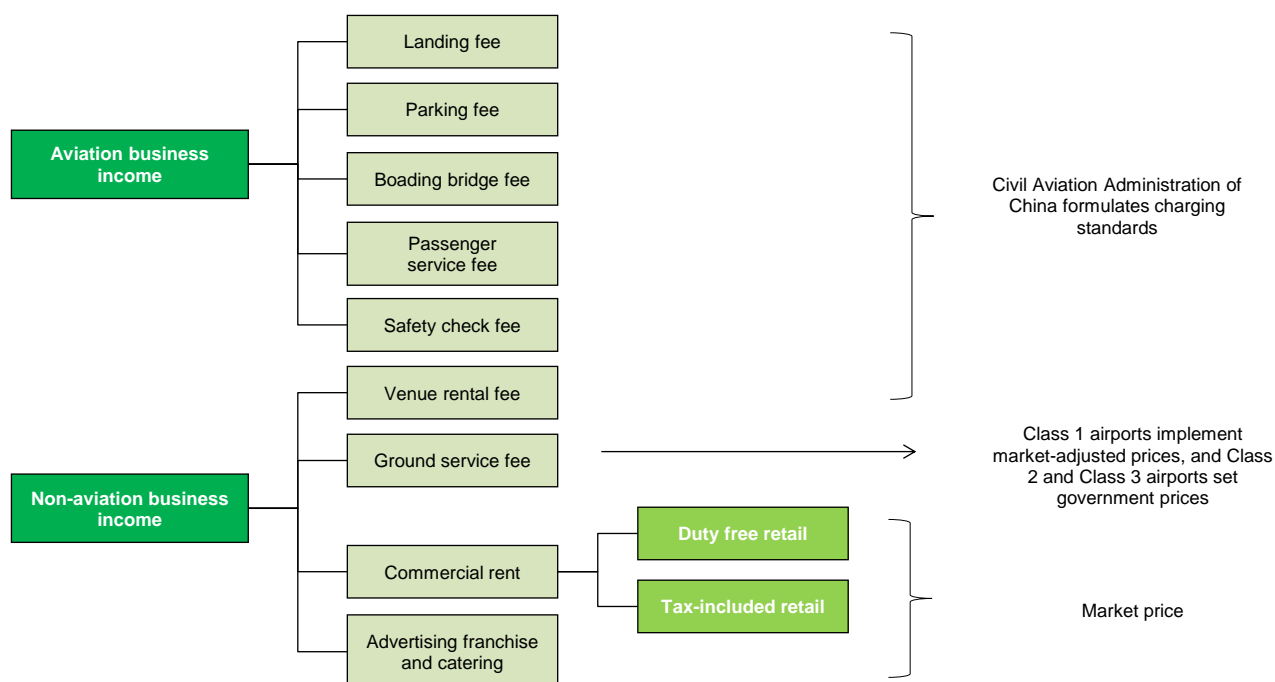 Landing fee
Parking fee
Aviation business
income
Boading bridge fee
Civil Aviation Administration of
China formulates charging
standards
Passenger
service fee
Safety check fee
Venue rental fee
Ground service fee
Class 1 airports implement
market-adjusted prices, and Class
2 and Class 3 airports set
government prices
Non-aviation business
income
Duty free retail
Commercial rent
Tax-included retail
Market price
Advertising franchise
and catering